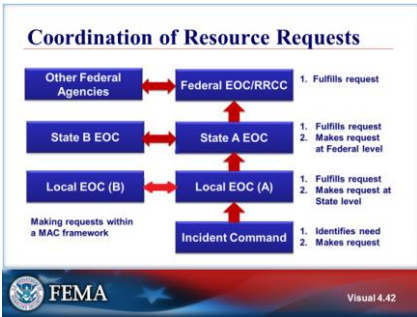 Coordination of Resource Requests
Other Federal
Agencies
Federal EOC/RRCC
1. Fulfills request
State B EOC
State A EOC
1. Fulfills request
2. Makes request
at Federal level
Local EOC (B)
Local EOC (A)
1. Fulfills request
2. Makes request at
State level
Making requests within
a MAC framework
Incident Command
1. Identifies need
2. Makes request
FEMA
Visual 4.42